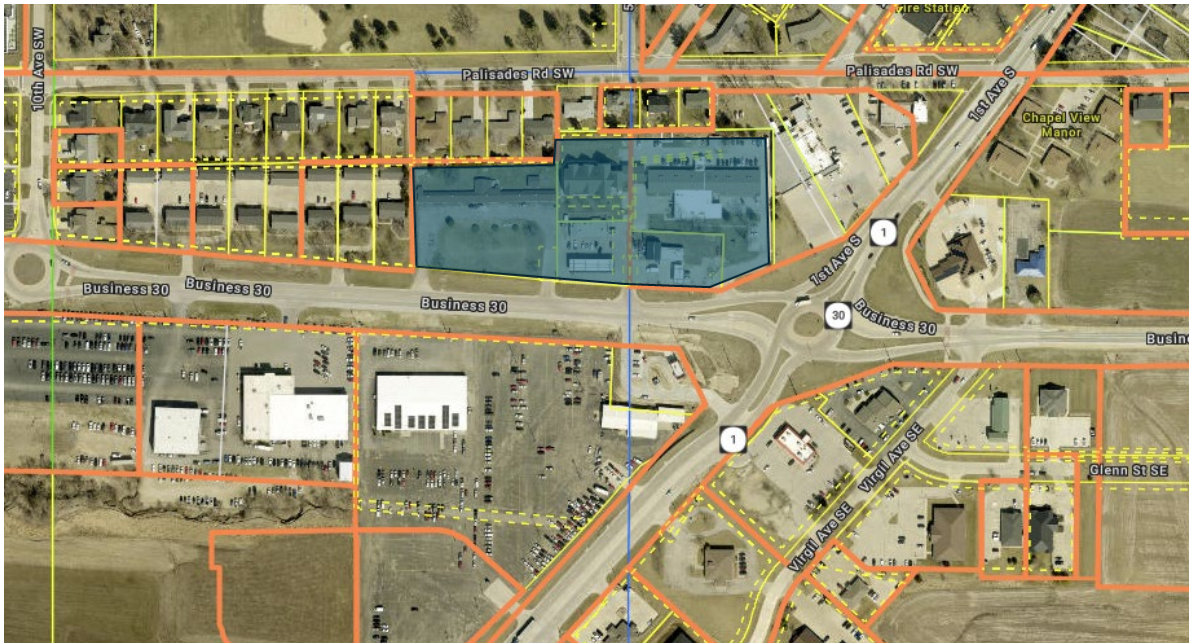 Fire Station
10th Ave SW
5
Palisades Rd SW
Palisades Rd SW
1st Ave S
Chapel View
Manor
1
1st Ave S
Business 30
Business 30
Business 30
30
Business 30
Busine
1
Virgil Ave SE
Glenn St SE
Virgil Ave SE